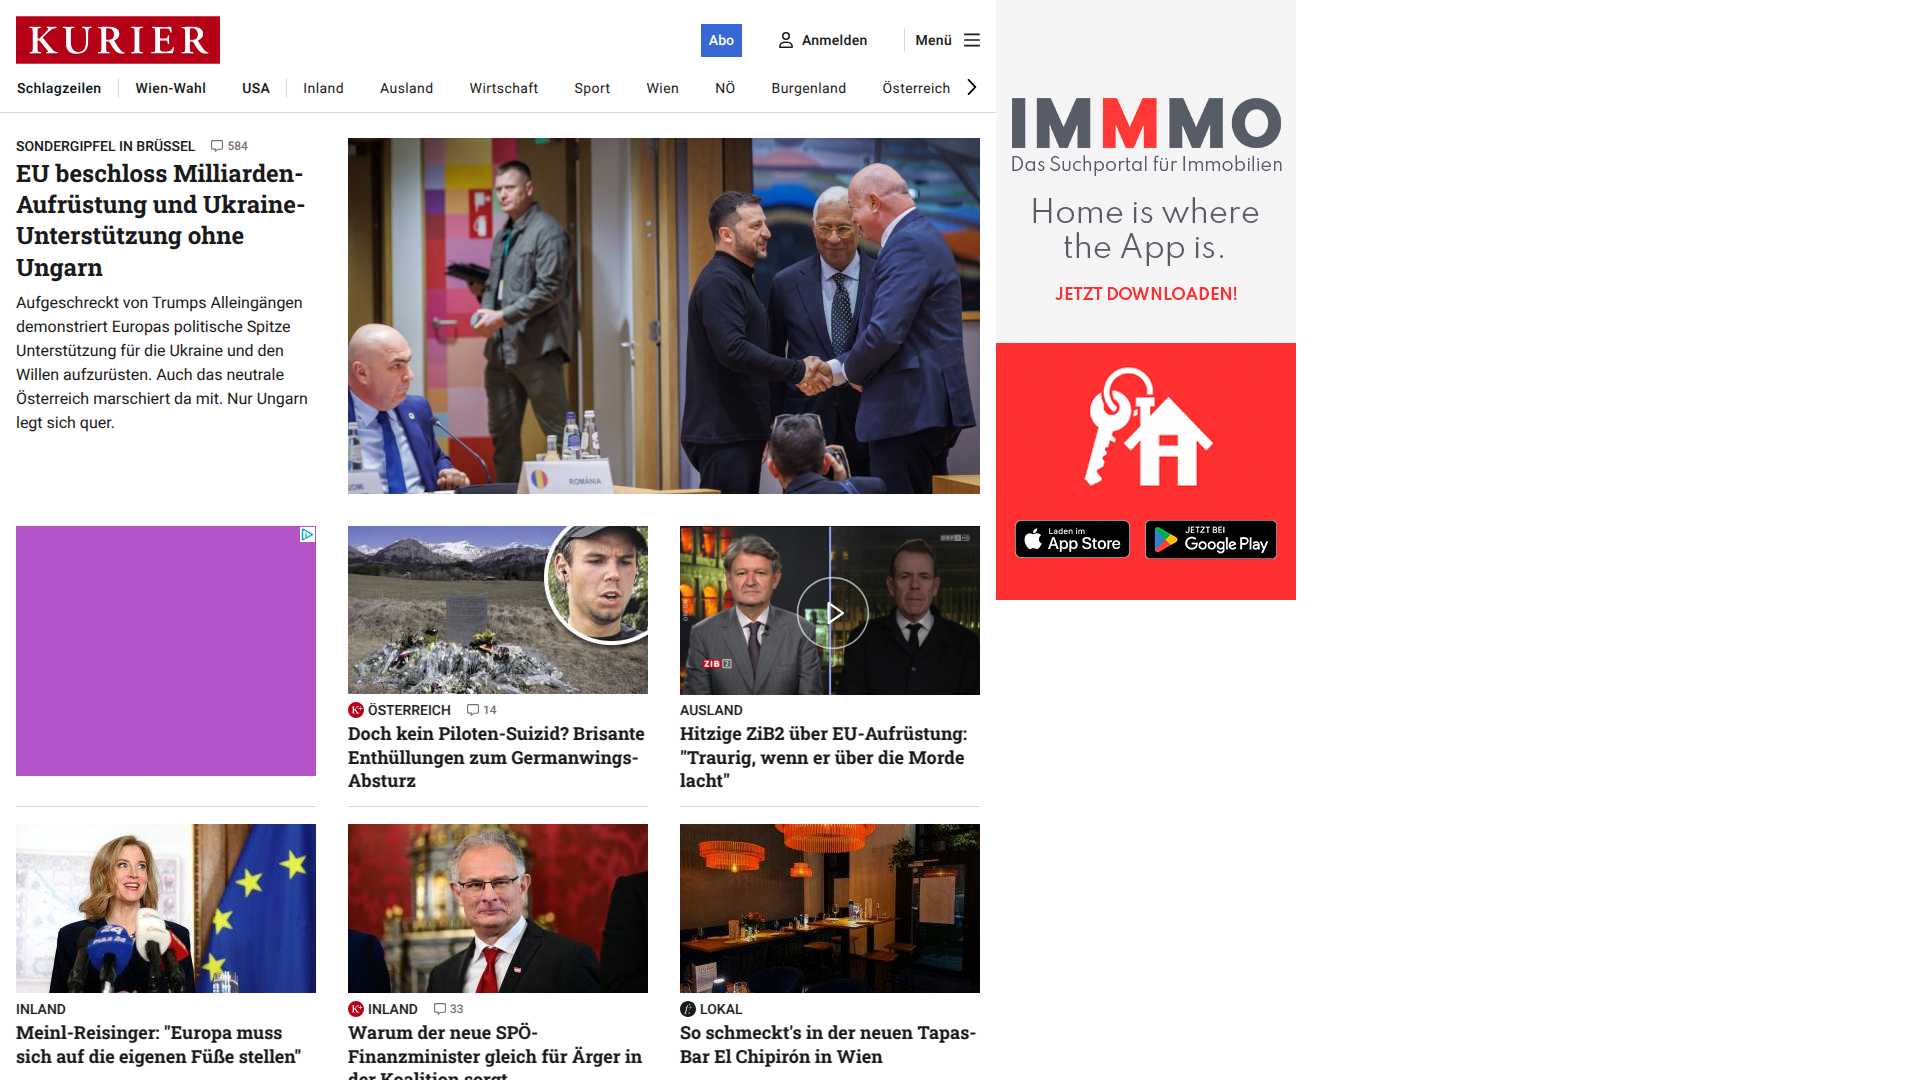 KURIER
Abo
Anmelden
Menü
Schlagzeilen
Wien-Wahl
USA
Inland
Ausland
Wirtschaft
Sport
Wien
NÖ
Burgenland
Österreich
SONDERGIPFEL IN BRÜSSEL 584
EU beschloss Milliarden-
Aufrüstung und Ukraine-
Unterstützung ohne
Ungarn
Aufgeschreckt von Trumps Alleingängen
demonstriert Europas politische Spitze
Unterstützung für die Ukraine und den
Willen aufzurüsten. Auch das neutrale
Österreich marschiert da mit. Nur Ungarn
legt sich quer.
ROMÂNIA
IMMMO
Das Suchportal für Immobilien
Home is where
the App is.
JETZT DOWNLOADEN!
Laden im
App Store
JETZT BEI
Google Play
K+ ÖSTERREICH 14
Doch kein Piloten-Suizid? Brisante
Enthüllungen zum Germanwings-
Absturz
ZIB 2
AUSLAND
Hitzige ZiB2 über EU-Aufrüstung:
"Traurig, wenn er über die Morde
lacht"
INLAND
Meinl-Reisinger: "Europa muss
sich auf die eigenen Füße stellen"
K+ INLAND 33
Warum der neue SPÖ-
Finanzminister gleich für Ärger in
der Koalition sorgt
LOKAL
So schmeckt's in der neuen Tapas-
Bar El Chipirón in Wien